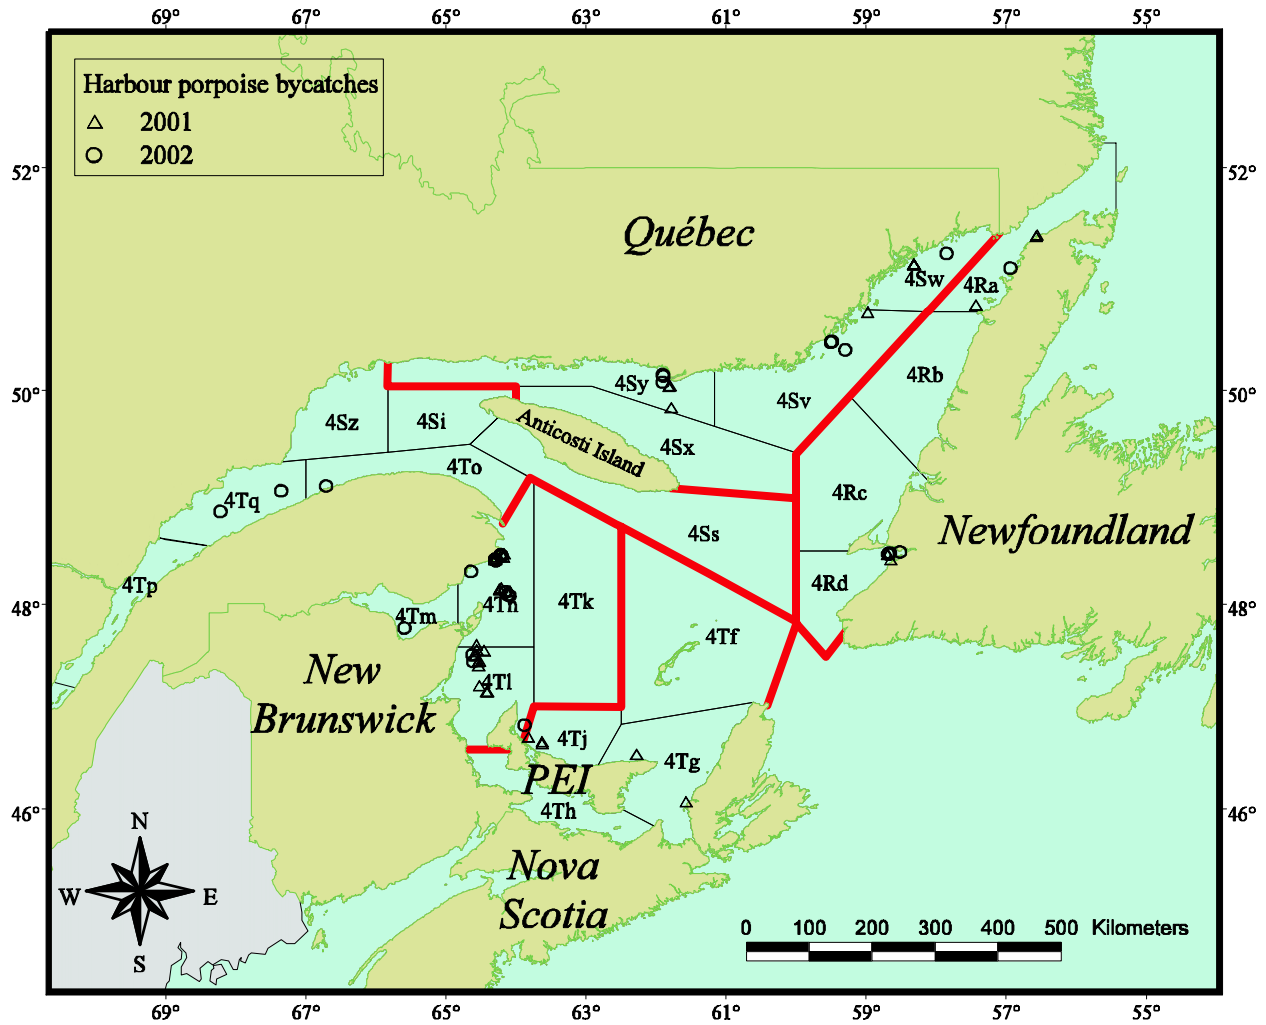 69° 67° 65° 63° 61° 59° 57° 55°
Harbour porpoise bycatches
2001
2002
52° 52°
Québec
4Sw
4Ra
50° 50°
4Sy
4Rb
4Sv
4Sz
4Si
Anticosti Island
4Sx
4To
4Tq
4Rc
4Ss
Newfoundland
4Tp
4Rd
48° 48°
4Tn
4Tk
4Tm
4Tf
New
Brunswick
4Tl
4Tj
4Tg
PEI
46° 46°
4Th
N
W E
S
Nova
Scotia
0 100 200 300 400 500 Kilometers
69° 67° 65° 63° 61° 59° 57° 55°